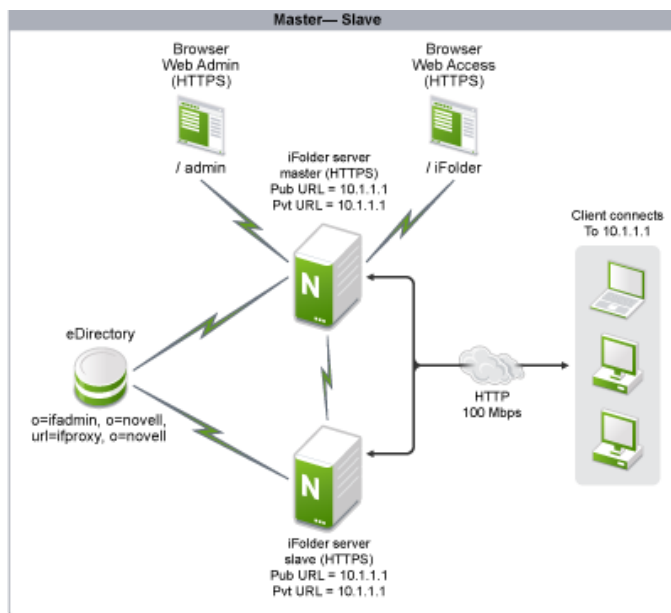 Master— Slave
Browser
Web Admin
(HTTPS)
Browser
Web Access
(HTTPS)
/ admin
/ iFolder
iFolder server
master (HTTPS)
Pub URL = 10.1.1.1
Pvt URL = 10.1.1.1
N
Client connects
To 10.1.1.1
eDirectory
o=ifadmin, o=novell,
url=ifproxy, o=novell
HTTP
100 Mbps
N
iFolder server
slave (HTTPS)
Pub URL = 10.1.1.1
Pvt URL = 10.1.1.1